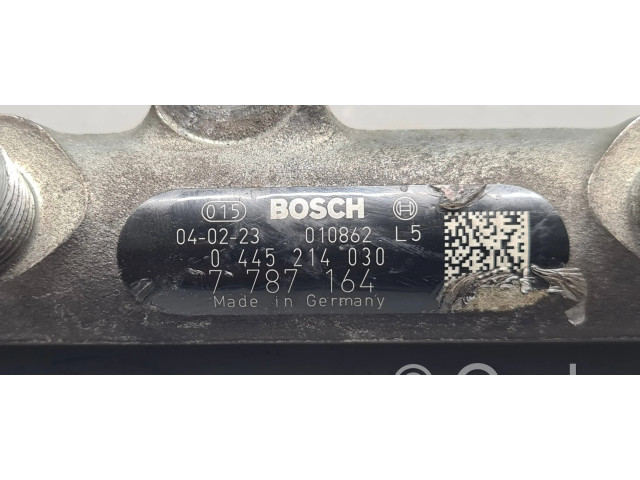 015 BOSCH
04-02-23 010862 L5
0 445 214 030
7 787 164
Made in Germany